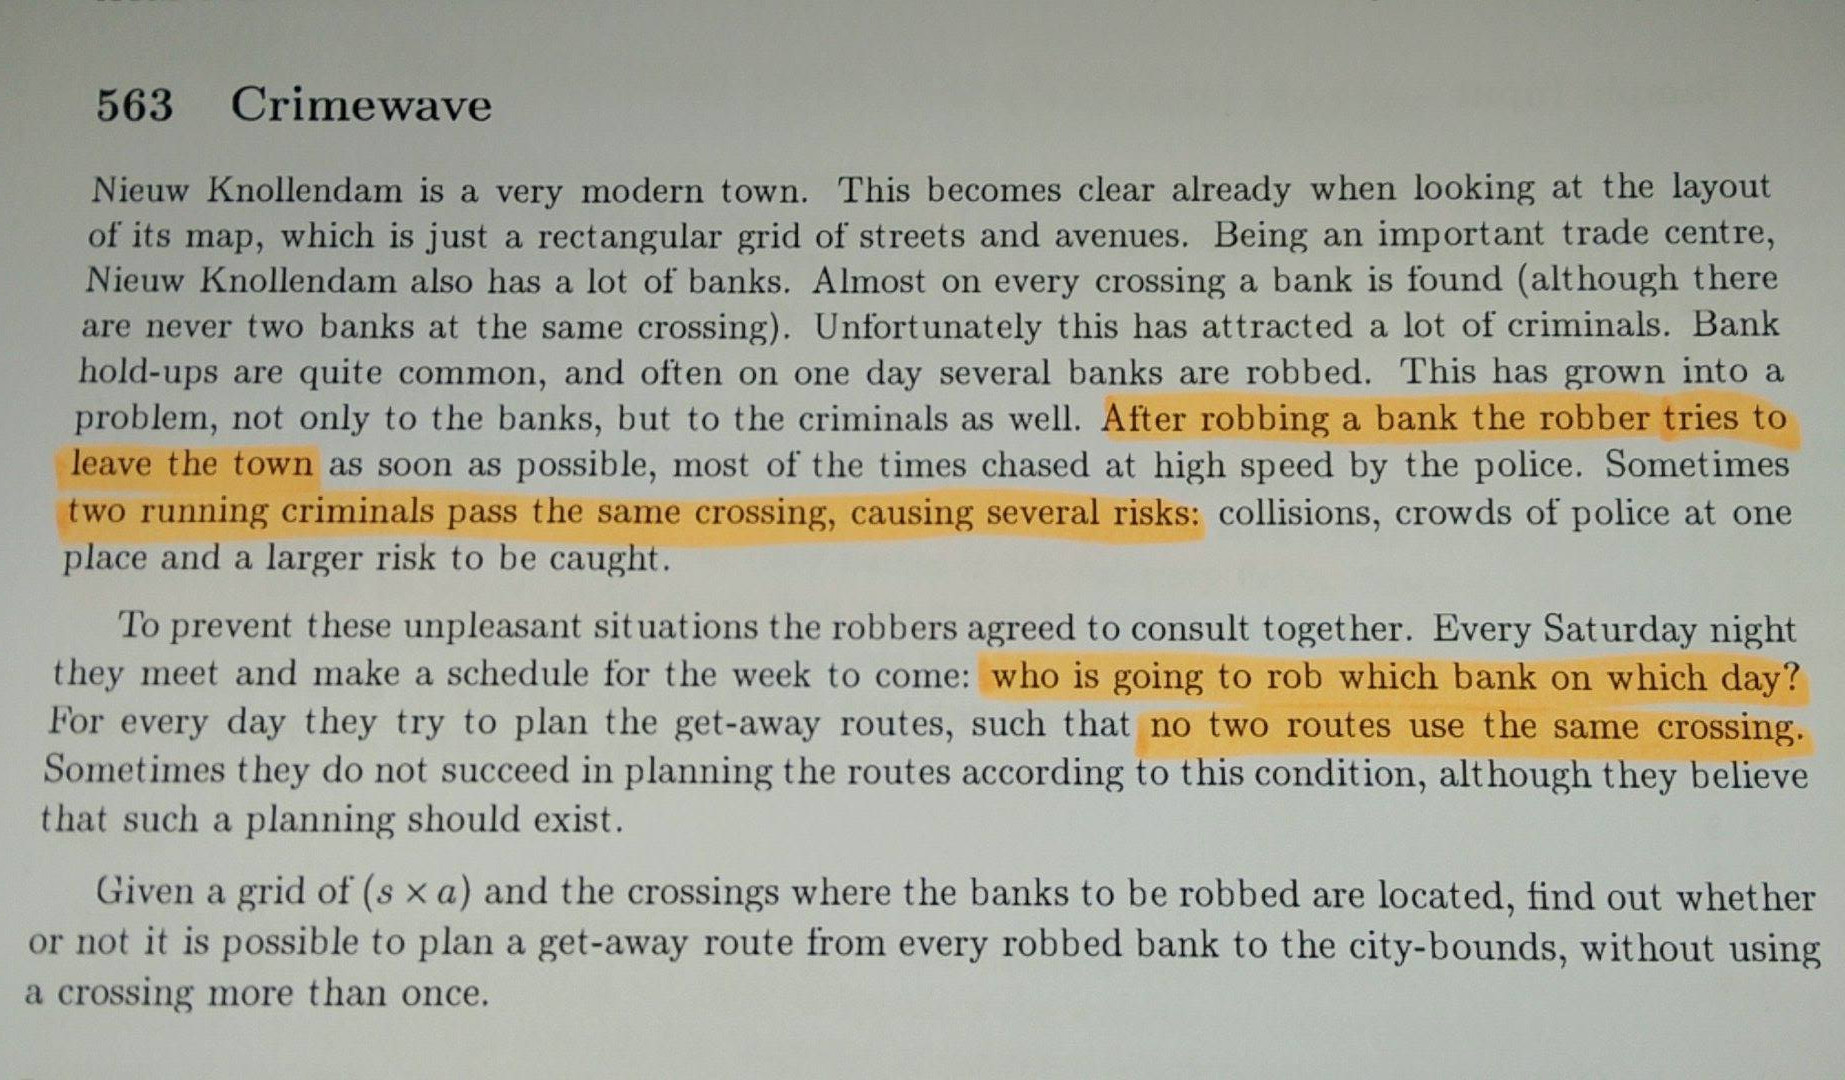 563 Crimewave
Nieuw Knollendam is a very modern town. This becomes clear already when looking at the layout
of its map, which is just a rectangular grid of streets and avenues. Being an important trade centre,
Nieuw Knollendam also has a lot of banks. Almost on every crossing a bank is found (although there
are never two banks at the same crossing). Unfortunately this has attracted a lot of criminals. Bank
hold-ups are quite common, and often on one day several banks are robbed. This has grown into a
problem, not only to the banks, but to the criminals as well. After robbing a bank the robber tries to
leave the town as soon as possible, most of the times chased at high speed by the police. Sometimes
two running criminals pass the same crossing, causing several risks: collisions, crowds of police at one
place and a larger risk to be caught.
To prevent these unpleasant situations the robbers agreed to consult together. Every Saturday night
they meet and make a schedule for the week to come: who is going to rob which bank on which day?
For every day they try to plan the get-away routes, such that no two routes use the same crossing.
Sometimes they do not succeed in planning the routes according to this condition, although they believe
that such a planning should exist.
Given a grid of (s × a) and the crossings where the banks to be robbed are located, find out whether
or not it is possible to plan a get-away route from every robbed bank to the city-bounds, without using
a crossing more than once.